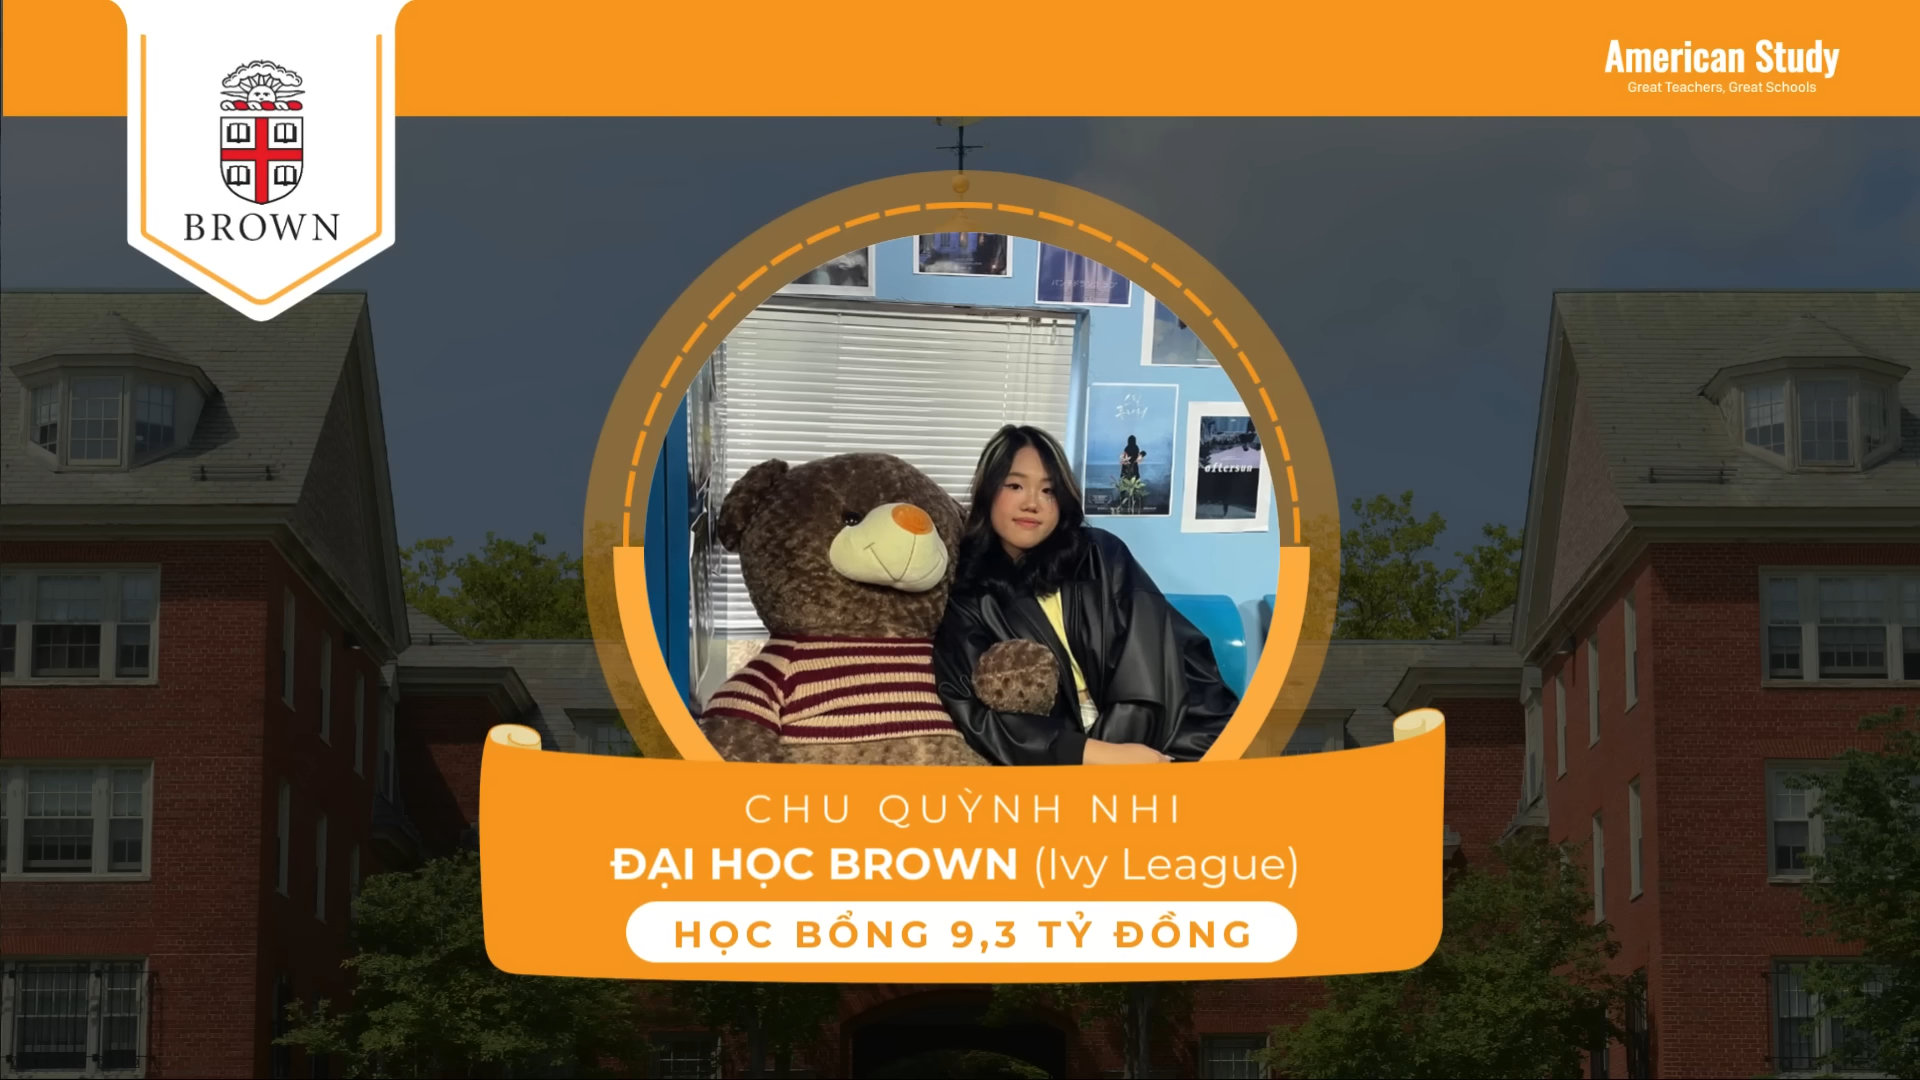 American Study
Great Teachers, Great Schools
BROWN
aftersun
CHU QUỲNH NHI
ĐẠI HỌC BROWN (Ivy League)
HỌC BỔNG 9,3 TỶ ĐỒNG